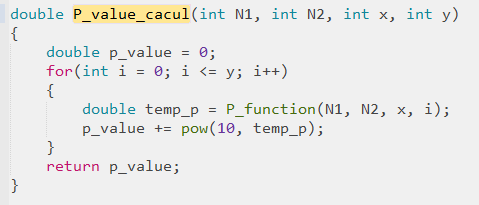 double P_value_cacul(int N1, int N2, int x, int y)
{
    double p_value = 0;
    for(int i = 0; i <= y; i++)
    {
        double temp_p = P_function(N1, N2, x, i);
        p_value += pow(10, temp_p);
    }
    return p_value;
}